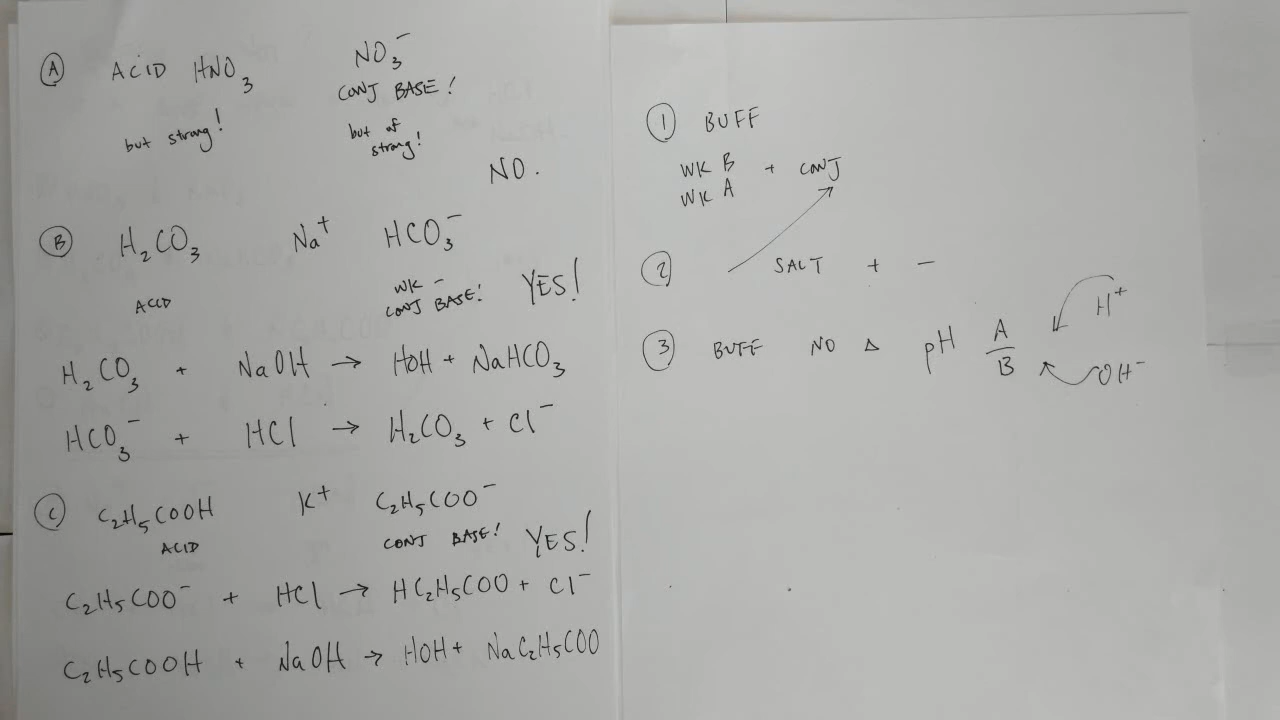 Ⓐ ACID HNO₃ NO₃⁻
CONJ BASE!
but strong! but of
strong!
NO.
Ⓑ H₂CO₃ Na⁺ HCO₃⁻
ACID WK – CONJ BASE! YES!
H₂CO₃ + NaOH → HOH + NaHCO₃
HCO₃⁻ + HCl → H₂CO₃ + Cl⁻
Ⓒ C₂H₅COOH K⁺ C₂H₅COO⁻
ACID CONJ BASE! YES!
C₂H₅COO⁻ + HCl → HC₂H₅COO + Cl⁻
C₂H₅COOH + NaOH → HOH + NaC₂H₅COO
① BUFF
WK B + CONJ
WK A
② SALT + –
③ BUFF NO Δ pH A/B H⁺
OH⁻